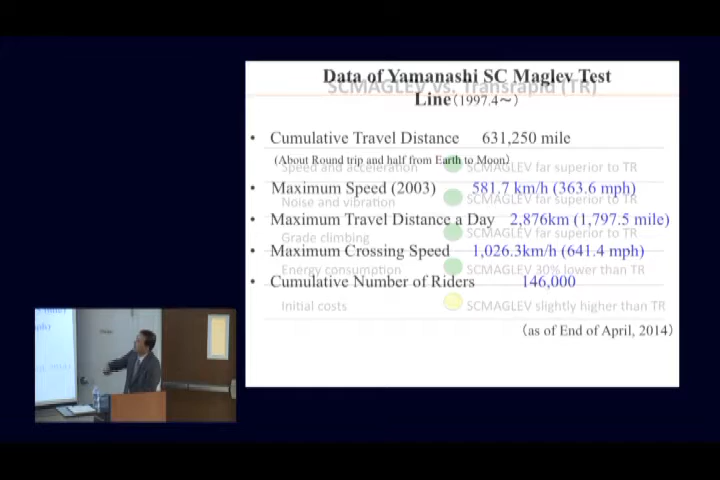 Data of Yamanashi SC Maglev Test
SCMAGLEV vs. Transrapid (TR)
Line(1997.4～)
• Cumulative Travel Distance 631,250 mile
(About Round trip and half from Earth to Moon)
Speed and acceleration SCMAGLEV far superior to TR
• Maximum Speed (2003) 581.7 km/h (363.6 mph)
Noise and vibration SCMAGLEV far superior to TR
• Maximum Travel Distance a Day 2,876km (1,797.5 mile)
Grade climbing SCMAGLEV far superior to TR
• Maximum Crossing Speed 1,026.3km/h (641.4 mph)
Energy consumption SCMAGLEV 30% lower than TR
• Cumulative Number of Riders 146,000
Initial costs SCMAGLEV slightly higher than TR
(as of End of April, 2014)